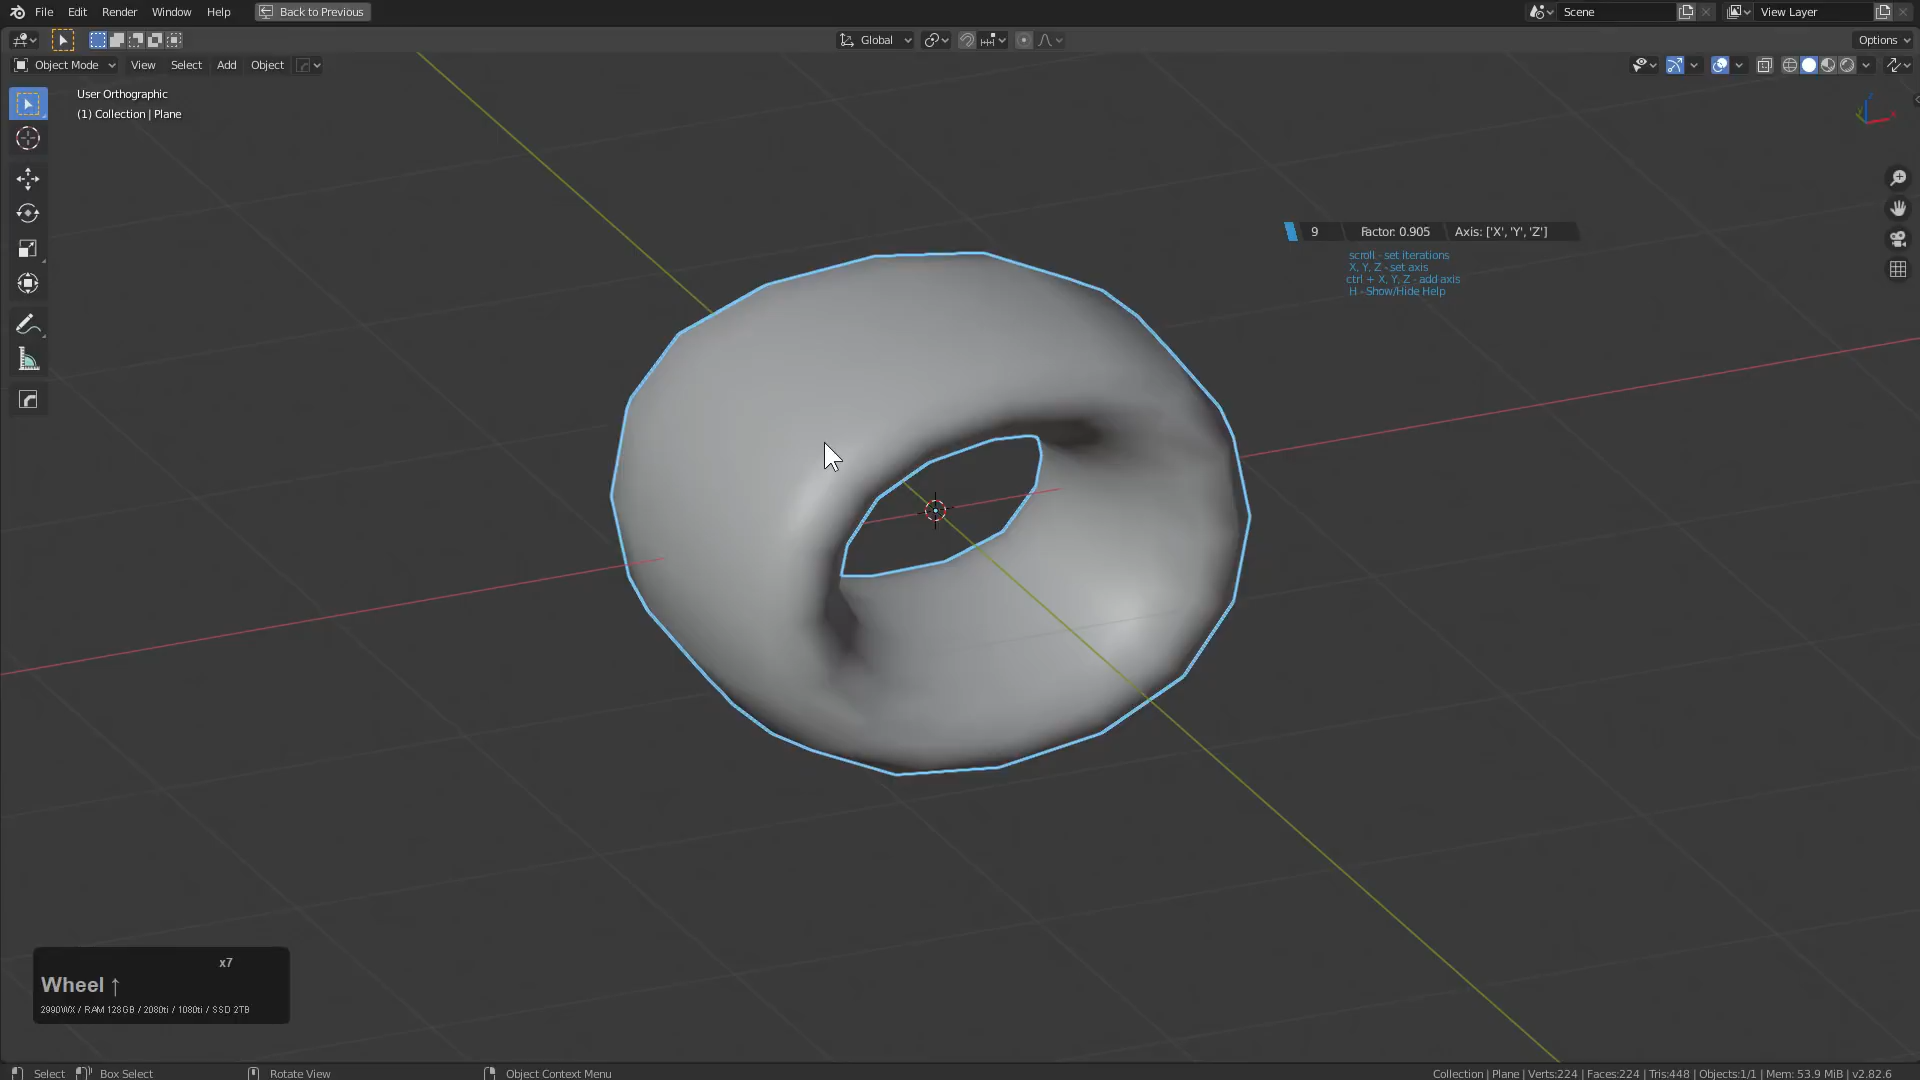 File Edit Render Window Help Back to Previous Scene View Layer
Global Options
Object Mode View Select Add Object
User Orthographic
(1) Collection | Plane
9 Factor: 0.905 Axis: ['X', 'Y', 'Z']
scroll - set iterations
X, Y, Z - set axis
ctrl + X, Y, Z - add axis
H - Show/Hide Help
x7
Wheel ↑
2990WX / RAM 128GB / 2080ti / 1080ti / SSD 2TB
Select Box Select Rotate View Object Context Menu Collection | Plane | Verts:224 | Faces:224 | Tris:448 | Objects:1/1 | Mem: 53.9 MiB | v2.82.6